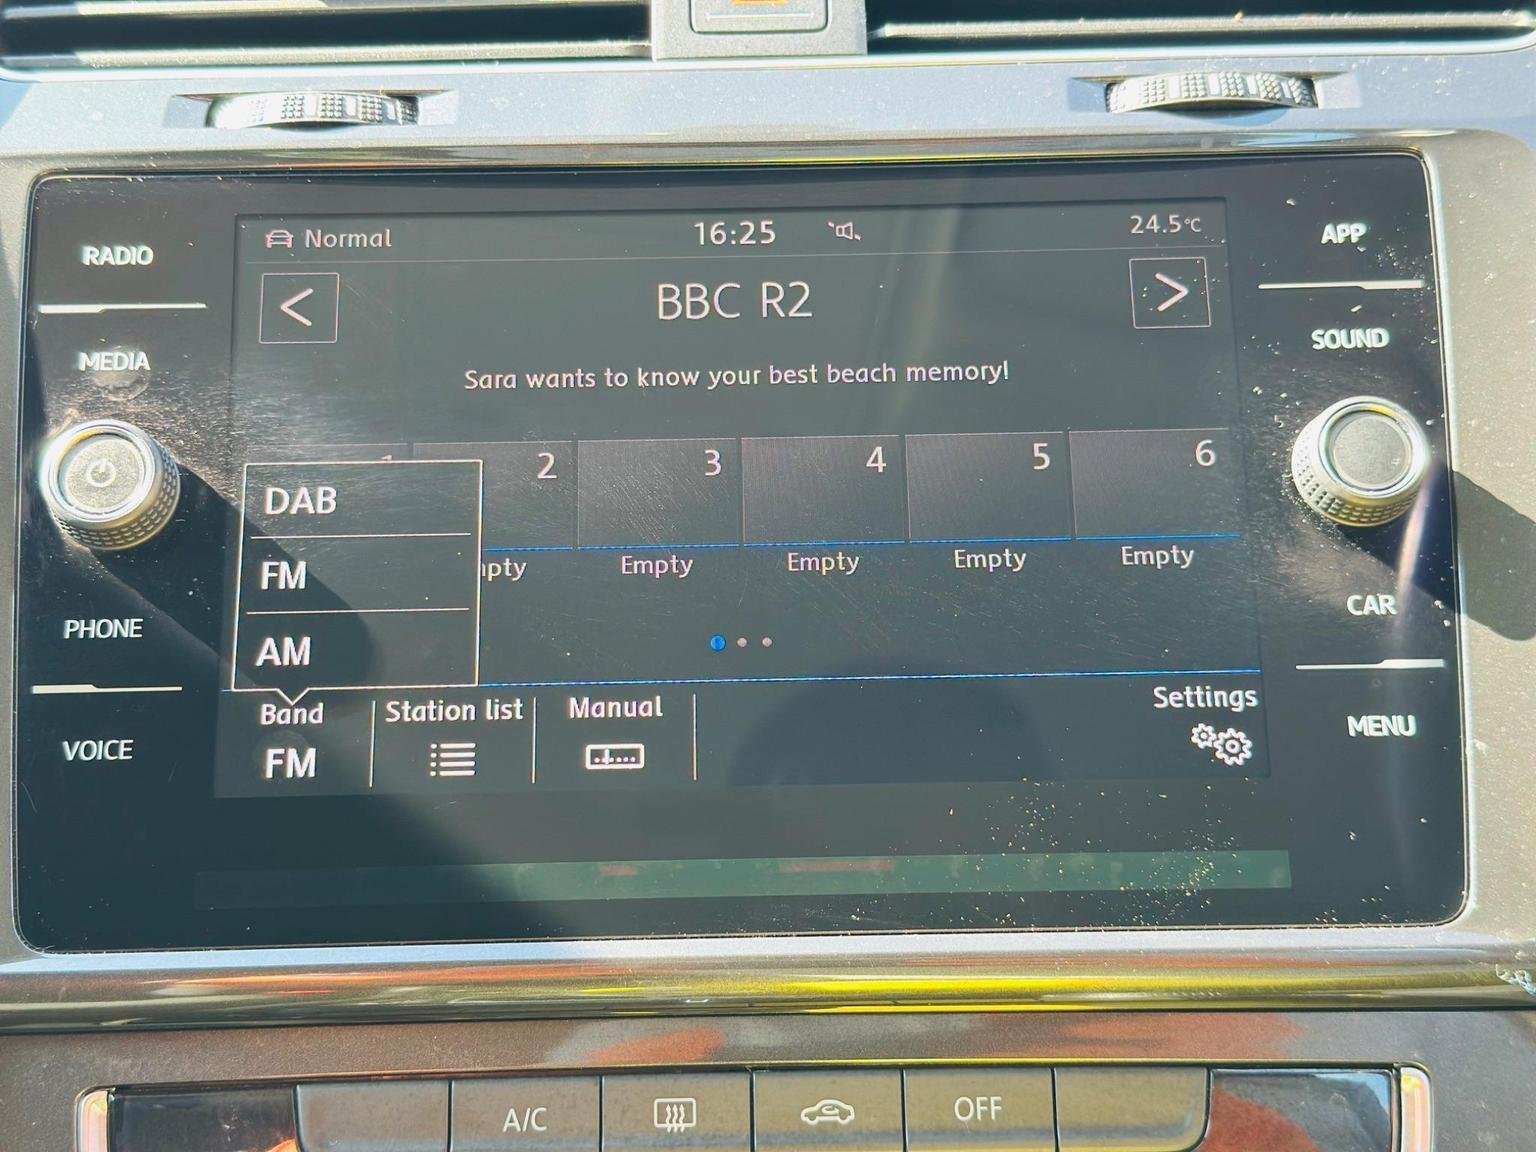 Normal 16:25 24.5°C
RADIO
APP
BBC R2
MEDIA
SOUND
Sara wants to know your best beach memory!
2 3 4 5 6
DAB
FM
AM
Empty Empty Empty Empty
PHONE
CAR
Band Station list Manual Settings
FM
VOICE
MENU
A/C OFF